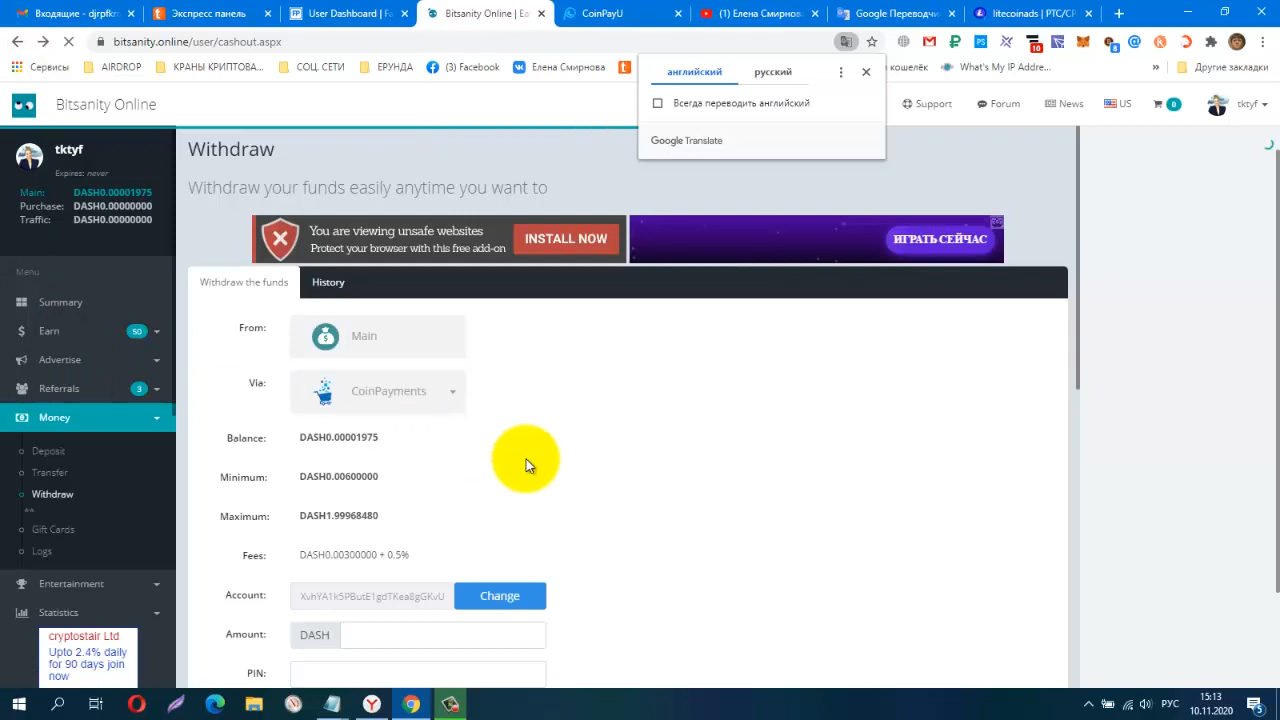 Входящие - djrpflro
Экспресс панель
User Dashboard | Fo
Bitsanity Online | Ea
CoinPayU
(1) Елена Смирнова
Google Переводчи
litecoinads | PTC/PC
bitsanity.online/user/cashout.aspx
10
8
Сервисы
AIRDROP
КРАНЫ КРИПТОВА...
СОЦ. СЕТИ
ЕРУНДА
(3) Facebook
Елена Смирнова
кошелёк
What's My IP Addre...
»
Другие закладки
английский
русский
Всегда переводить английский
Google Translate
Bitsanity Online
Support
Forum
News
US
0
tktyf
tktyf
Expires: never
Main: DASH0.00001975
Purchase: DASH0.00000000
Traffic: DASH0.00000000
Menu
Summary
Earn 50
Advertise
Referrals 3
Money
Deposit
Transfer
Withdraw
**
Gift Cards
Logs
Entertainment
Statistics
cryptostair Ltd
Upto 2.4% daily
for 90 days join
now
Withdraw
Withdraw your funds easily anytime you want to
You are viewing unsafe websites
Protect your browser with this free add-on
INSTALL NOW
ИГРАТЬ СЕЙЧАС
Withdraw the funds
History
From: Main
Via: CoinPayments
Balance: DASH0.00001975
Minimum: DASH0.00600000
Maximum: DASH1.99968480
Fees: DASH0.00300000 + 0.5%
Account: XvhYA1k5PButE1gdTKea8gGKvU Change
Amount: DASH
PIN:
РУС
15:13
10.11.2020
5